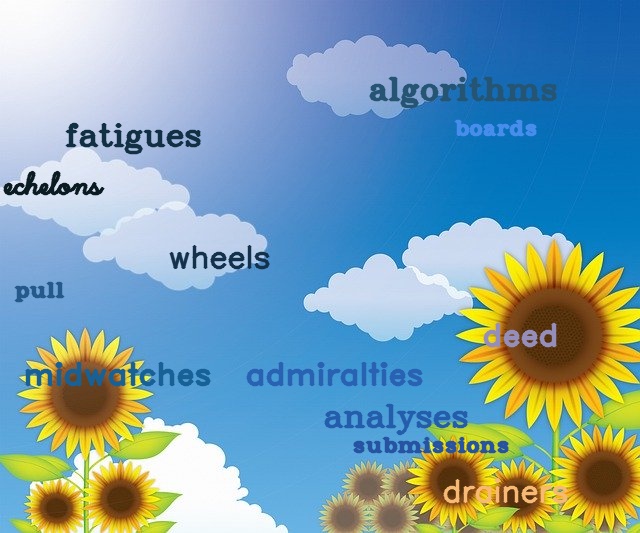 algorithms
boards
fatigues
echelons
wheels
pull
deed
midwatches
admiralties
analyses
submissions
drainers